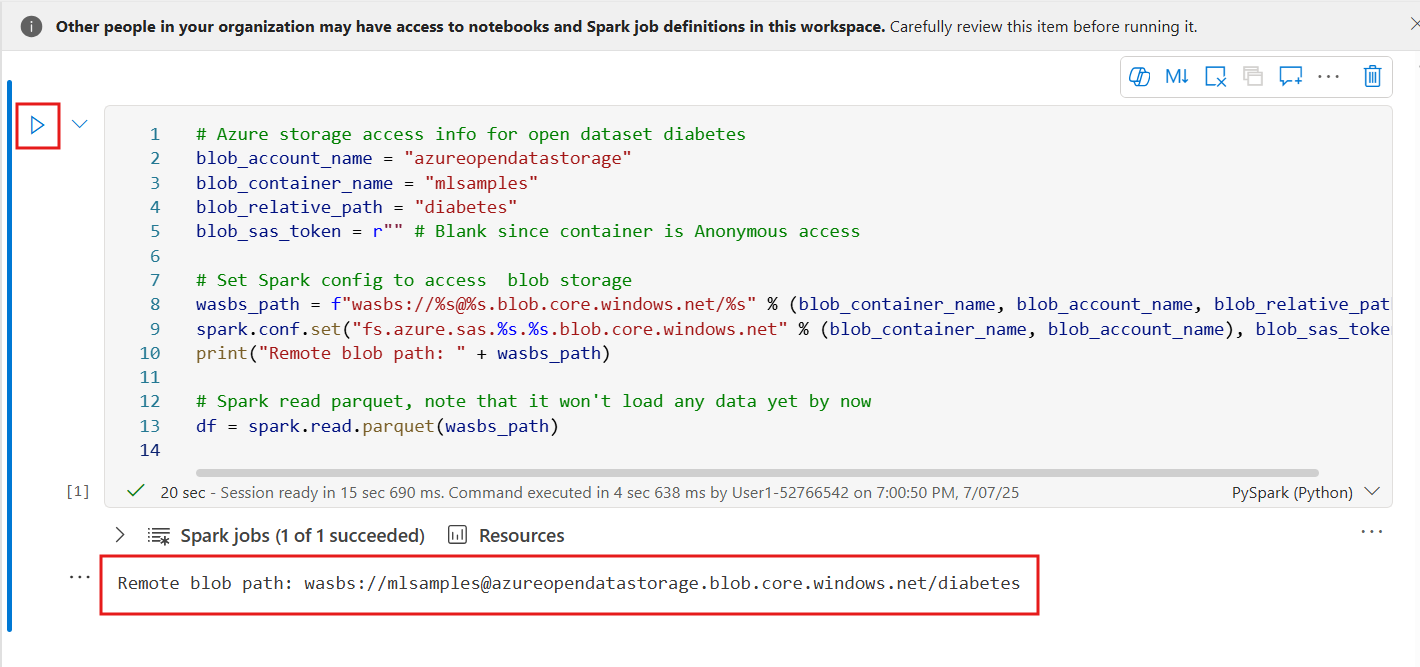 Other people in your organization may have access to notebooks and Spark job definitions in this workspace. Carefully review this item before running it.
M↓
1 # Azure storage access info for open dataset diabetes
2 blob_account_name = "azureopendatastorage"
3 blob_container_name = "mlsamples"
4 blob_relative_path = "diabetes"
5 blob_sas_token = r"" # Blank since container is Anonymous access
6
7 # Set Spark config to access  blob storage
8 wasbs_path = f"wasbs://%s@%s.blob.core.windows.net/%s" % (blob_container_name, blob_account_name, blob_relative_pat
9 spark.conf.set("fs.azure.sas.%s.%s.blob.core.windows.net" % (blob_container_name, blob_account_name), blob_sas_toke
10 print("Remote blob path: " + wasbs_path)
11
12 # Spark read parquet, note that it won't load any data yet by now
13 df = spark.read.parquet(wasbs_path)
14
[1] 20 sec - Session ready in 15 sec 690 ms. Command executed in 4 sec 638 ms by User1-52766542 on 7:00:50 PM, 7/07/25 PySpark (Python)
Spark jobs (1 of 1 succeeded) Resources
Remote blob path: wasbs://mlsamples@azureopendatastorage.blob.core.windows.net/diabetes